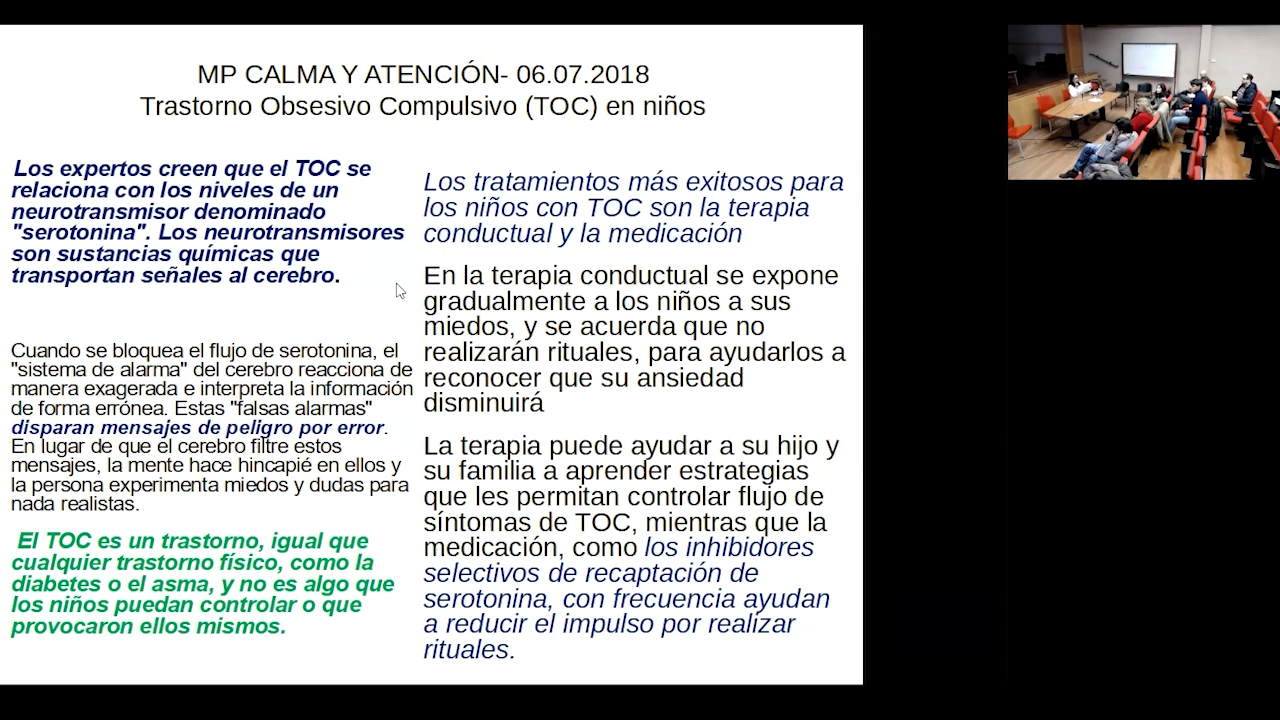 MP CALMA Y ATENCIÓN- 06.07.2018
Trastorno Obsesivo Compulsivo (TOC) en niños
Los expertos creen que el TOC se
relaciona con los niveles de un
neurotransmisor denominado
"serotonina". Los neurotransmisores
son sustancias químicas que
transportan señales al cerebro.
Cuando se bloquea el flujo de serotonina, el
"sistema de alarma" del cerebro reacciona de
manera exagerada e interpreta la información
de forma errónea. Estas "falsas alarmas"
disparan mensajes de peligro por error.
En lugar de que el cerebro filtre estos
mensajes, la mente hace hincapié en ellos y
la persona experimenta miedos y dudas para
nada realistas.
El TOC es un trastorno, igual que
cualquier trastorno físico, como la
diabetes o el asma, y no es algo que
los niños puedan controlar o que
provocaron ellos mismos.
Los tratamientos más exitosos para
los niños con TOC son la terapia
conductual y la medicación
En la terapia conductual se expone
gradualmente a los niños a sus
miedos, y se acuerda que no
realizarán rituales, para ayudarlos a
reconocer que su ansiedad
disminuirá
La terapia puede ayudar a su hijo y
su familia a aprender estrategias
que les permitan controlar flujo de
síntomas de TOC, mientras que la
medicación, como los inhibidores
selectivos de recaptación de
serotonina, con frecuencia ayudan
a reducir el impulso por realizar
rituales.